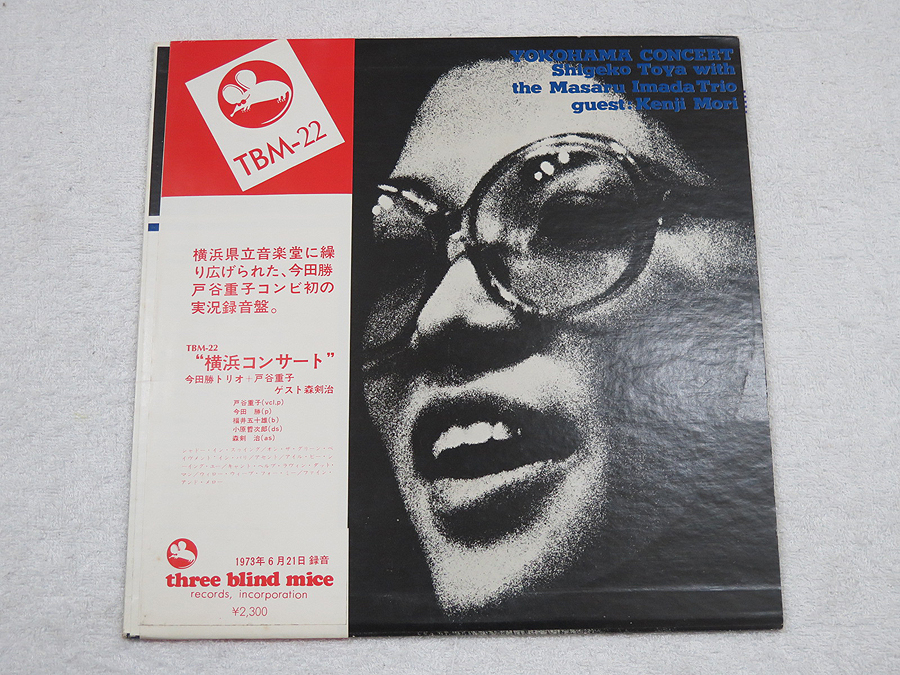 YOKOHAMA CONCERT
Shigeko Toya with
the Masaru Imada Trio
guest: Kenji Mori
TBM-22
横浜県立音楽堂に繰
り広げられた、今田勝
戸谷重子コンビ初の
実況録音盤。
TBM-22
“横浜コンサート”
今田勝トリオ+戸谷重子
ゲスト森剣治
戸谷重子(vcl.p)
今田 勝(p)
福井五十雄(b)
小原哲次郎(ds)
森剣 治(as)
1973年6月21日録音
three blind mice
records, incorporation
¥2,300